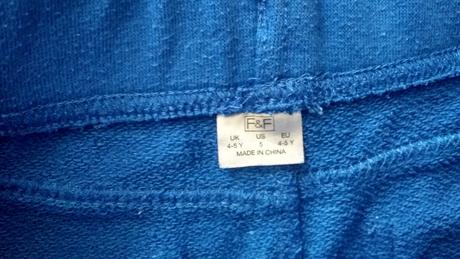 F&F
UK US EU
4-5 Y 5 4-5 Y
MADE IN CHINA